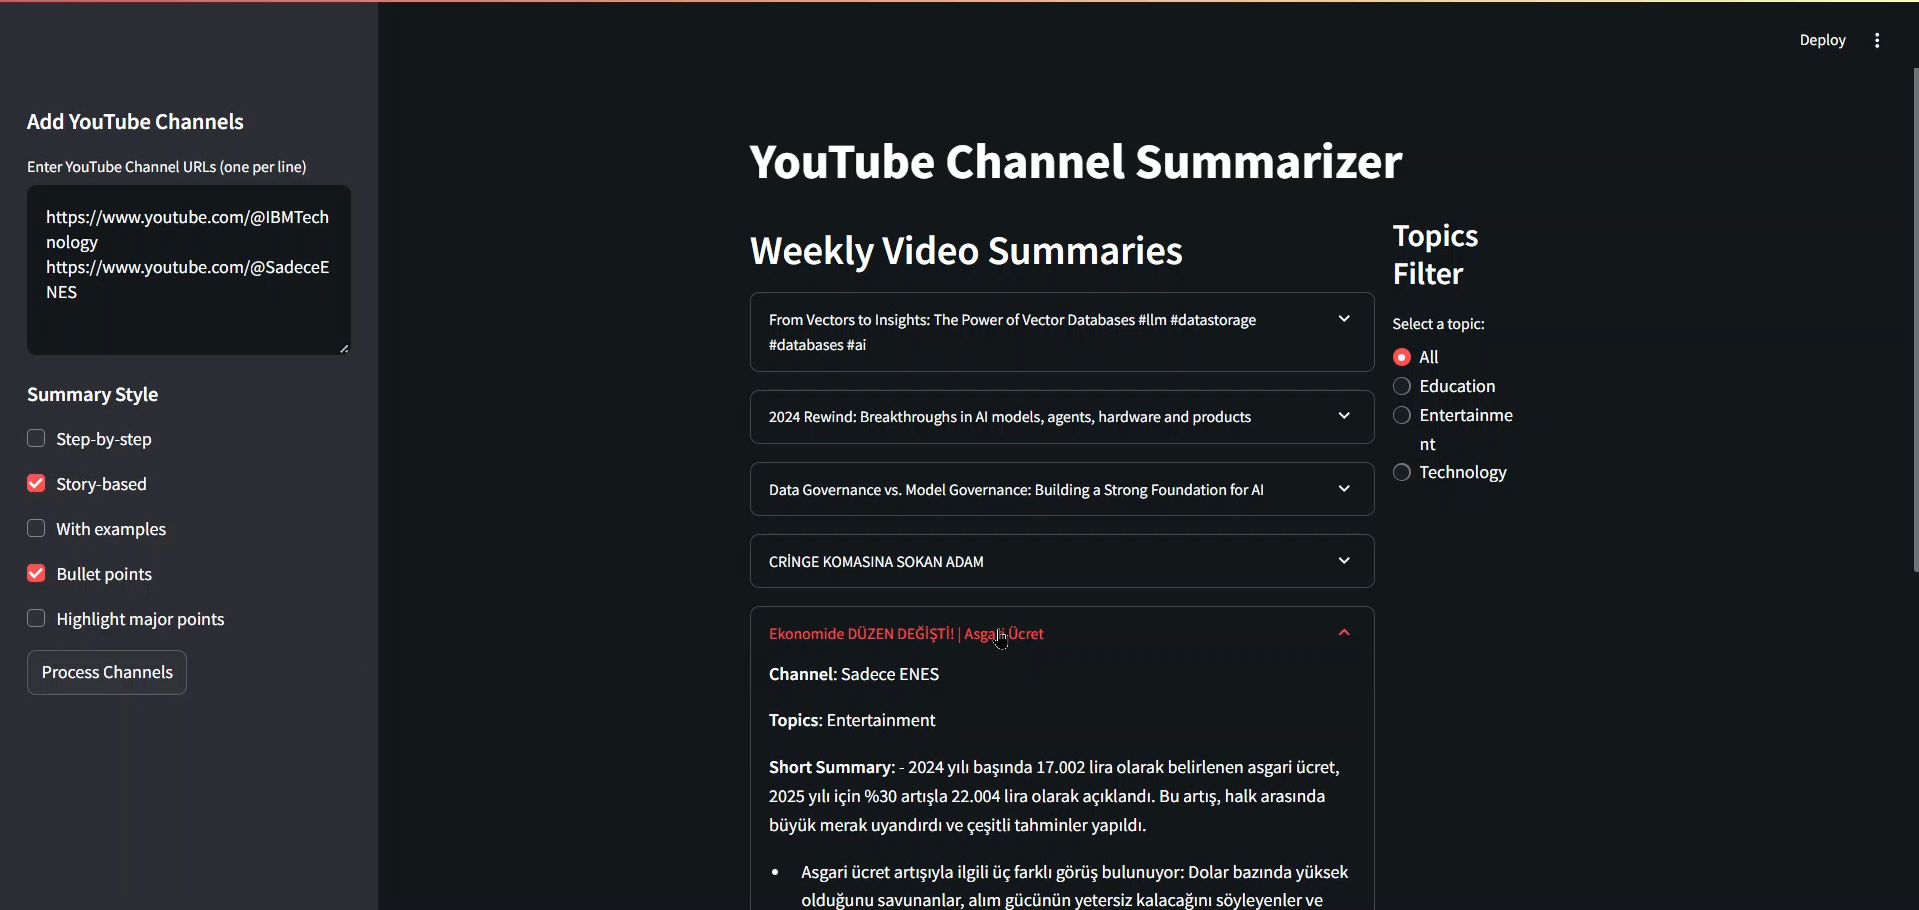 Deploy
Add YouTube Channels
Enter YouTube Channel URLs (one per line)
https://www.youtube.com/@IBMTech
nology
https://www.youtube.com/@SadeceE
NES
Summary Style
Step-by-step
Story-based
With examples
Bullet points
Highlight major points
Process Channels
YouTube Channel Summarizer
Weekly Video Summaries
From Vectors to Insights: The Power of Vector Databases #llm #datastorage
#databases #ai
2024 Rewind: Breakthroughs in AI models, agents, hardware and products
Data Governance vs. Model Governance: Building a Strong Foundation for AI
CRİNGE KOMASINA SOKAN ADAM
Ekonomide DÜZEN DEĞİŞTİ! | Asgari Ücret
Channel: Sadece ENES
Topics: Entertainment
Short Summary: - 2024 yılı başında 17.002 lira olarak belirlenen asgari ücret,
2025 yılı için %30 artışla 22.004 lira olarak açıklandı. Bu artış, halk arasında
büyük merak uyandırdı ve çeşitli tahminler yapıldı.
• Asgari ücret artışıyla ilgili üç farklı görüş bulunuyor: Dolar bazında yüksek
olduğunu savunanlar, alım gücünün yetersiz kalacağını söyleyenler ve
Topics
Filter
Select a topic:
All
Education
Entertainme
nt
Technology